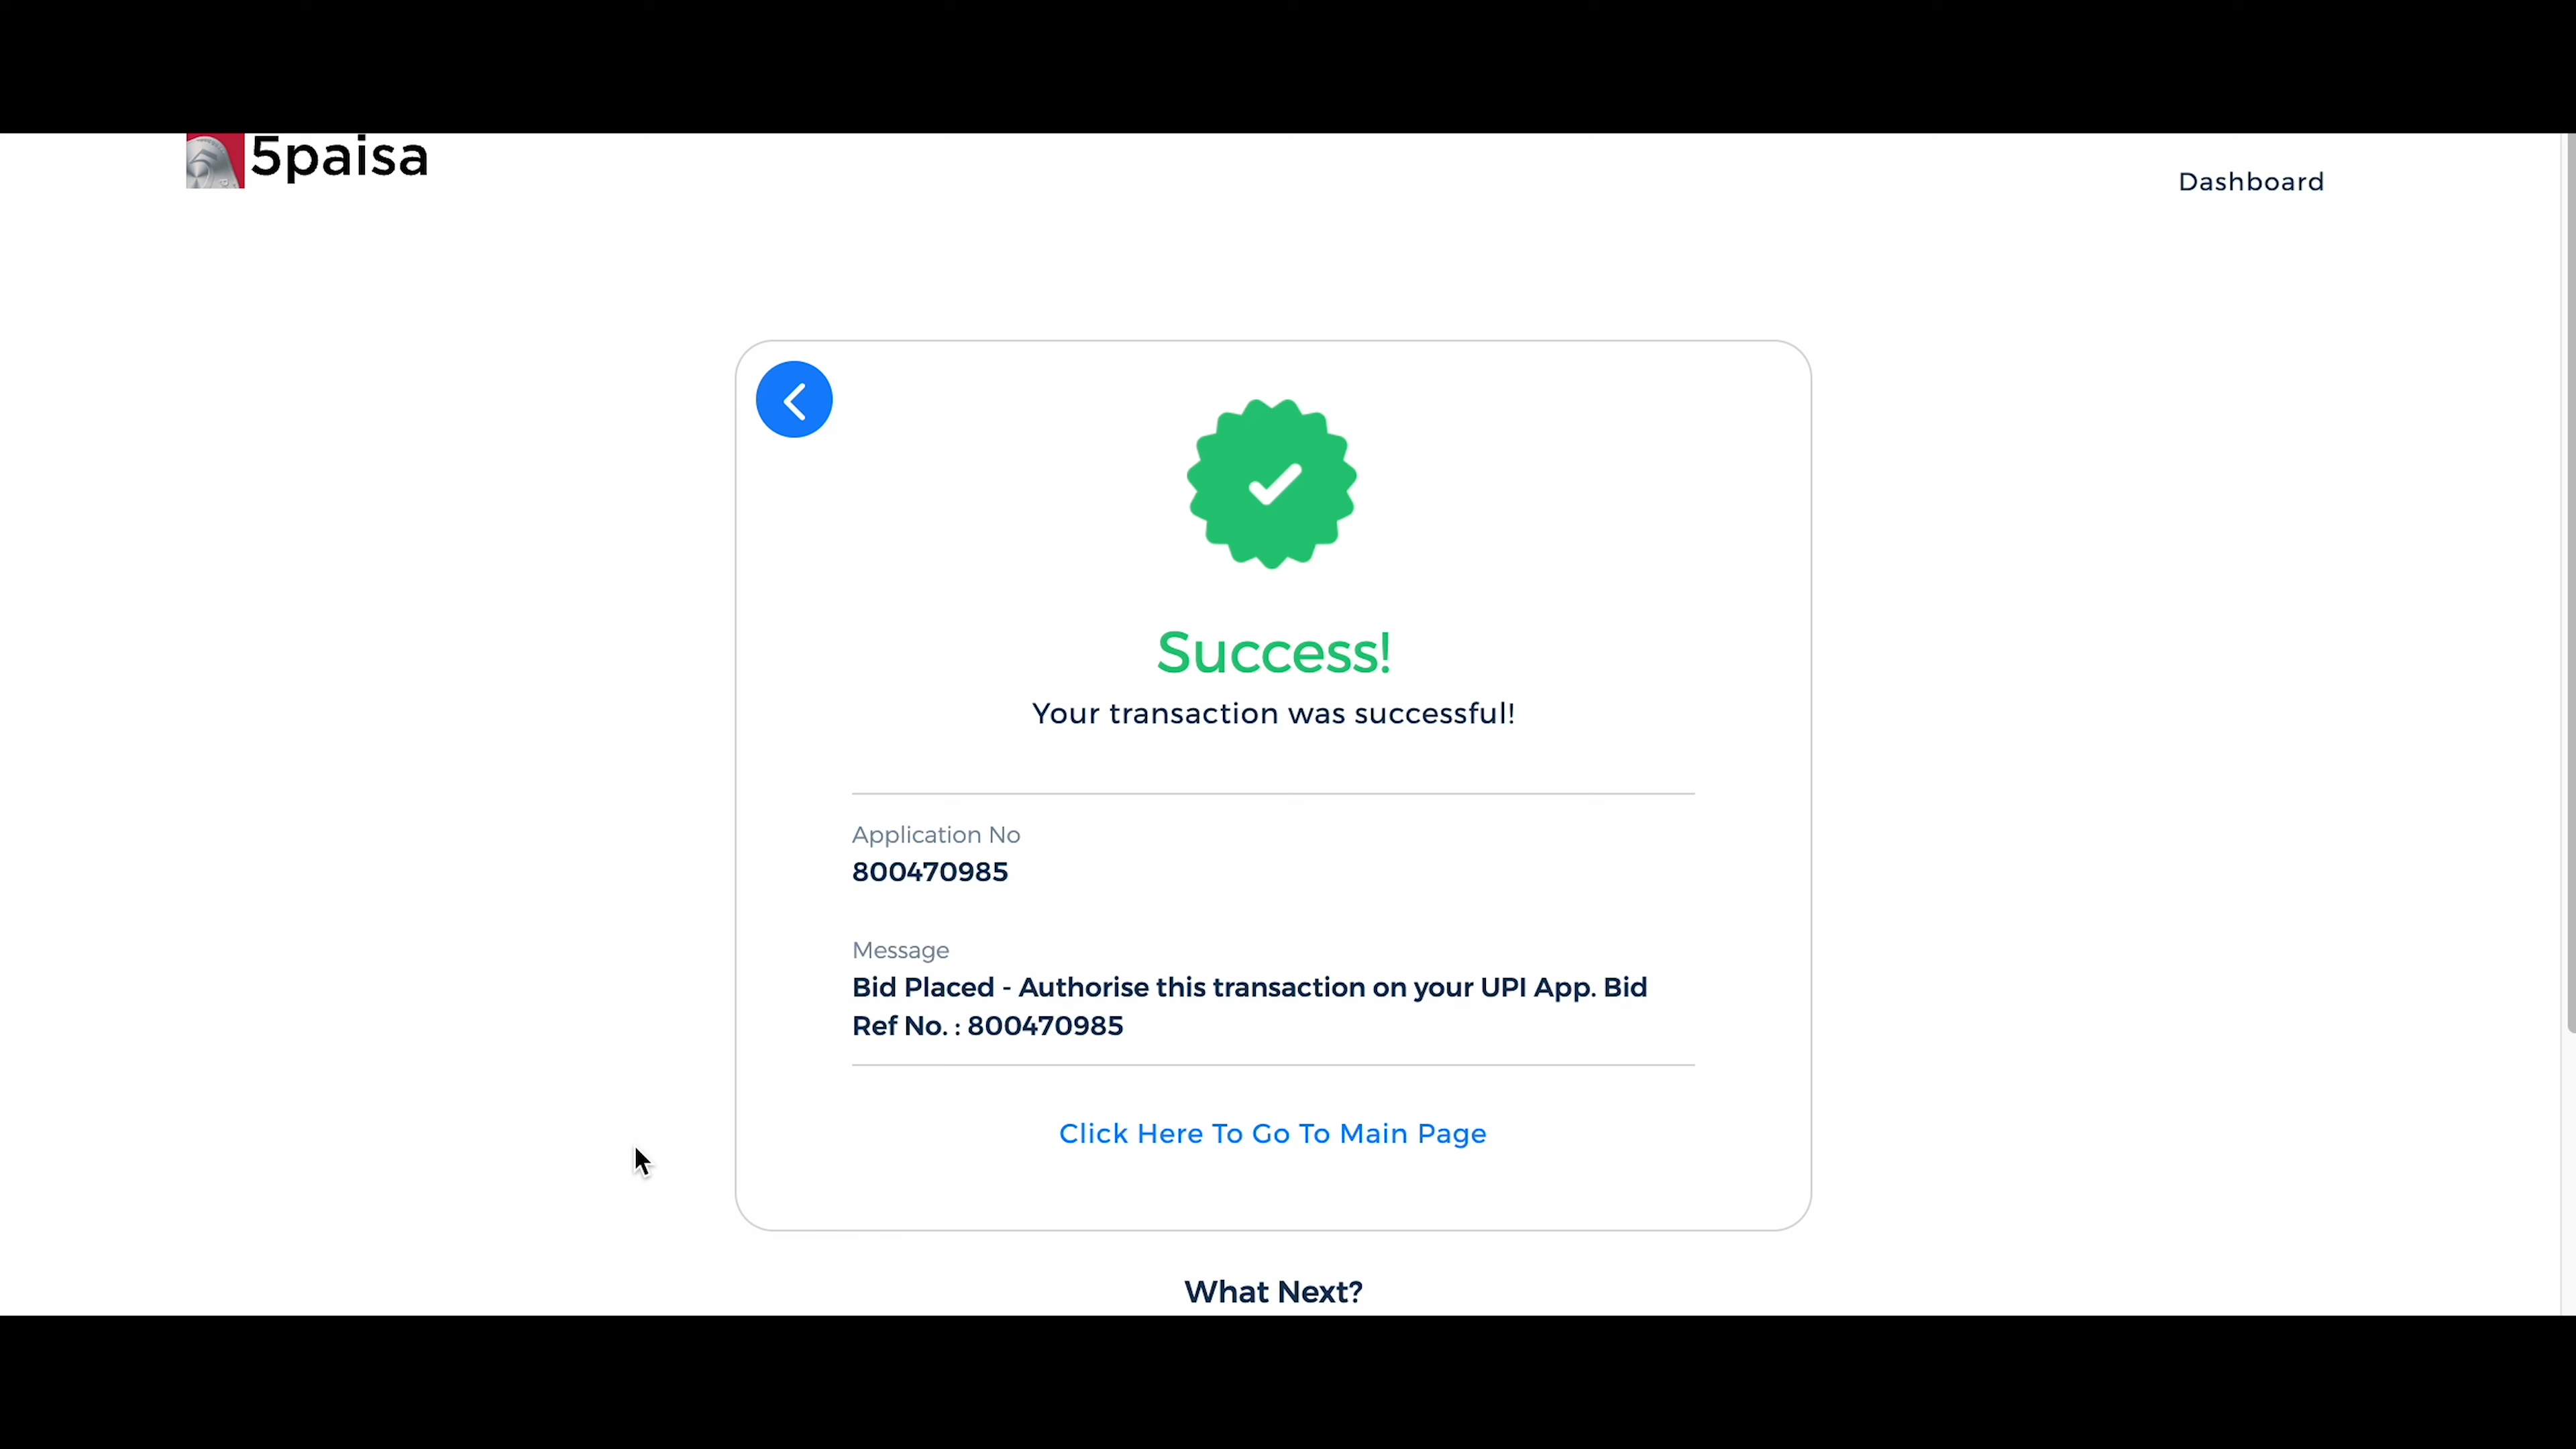 5paisa
Dashboard
Success!
Your transaction was successful!
Application No
800470985
Message
Bid Placed - Authorise this transaction on your UPI App. Bid
Ref No. : 800470985
Click Here To Go To Main Page
What Next?